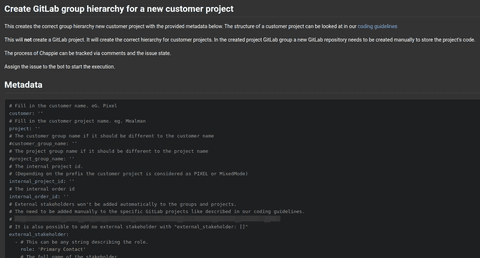 Create GitLab group hierarchy for a new customer project
This creates the correct group hierarchy new customer project with the provided metadata below. The structure of a customer project can be looked at in our coding guidelines
This will not create a GitLab project. It will create the correct hierarchy for customer projects. In the created GitLab group a new GitLab repository needs to be created manually to store the project's code.
The process of Chappie can be tracked via comments and the issue state.
Assign the issue to the bot to start the execution.
Metadata
# Fill in the customer name. eG. Pixel
customer: ''
# Fill in the customer project name. eg. Mealman
project: ''
# The customer group name if it should be different to the customer name
#customer_group_name: ''
# The project group name if it should be different to the project name
#project_group_name: ''
# The internal project id
# (Depending on the prefix the customer project is considered as PIXEL or MixedMode)
internal_project_id: ''
# The internal order id
internal_order_id: ''
# External stakeholders won't be added automatically to the groups and projects.
# The need to be added manually to the specific GitLab projects like described in our coding guidelines.
#
# It is also possible to add no external stakeholder with "external_stakeholder: []"
external_stakeholder:
- # This can be any string describing the role.
role: 'Primary Contact'
# The full name of the stakeholder